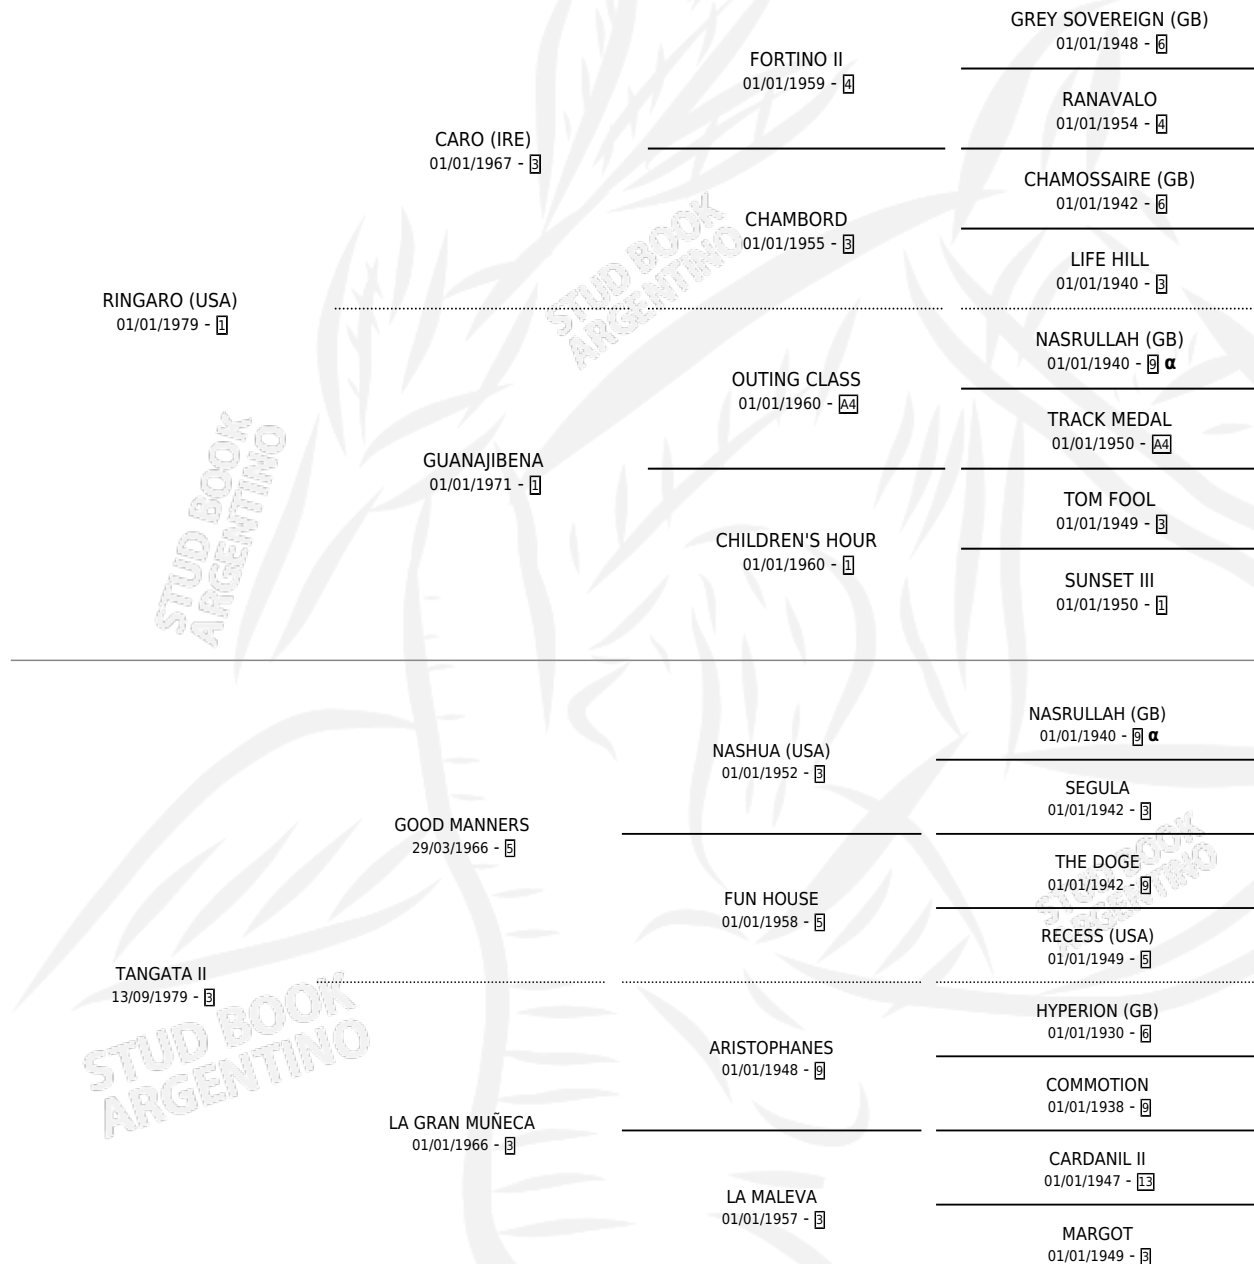 GREY SOVEREIGN (GB)
01/01/1948 - 6
FORTINO II
01/01/1959 - 4
RANAVALO
01/01/1954 - 4
CARO (IRE)
01/01/1967 - 3
CHAMOSSAIRE (GB)
01/01/1942 - 6
CHAMBORD
01/01/1955 - 3
LIFE HILL
01/01/1940 - 3
STUD BOOK
ARGENTINO
RINGARO (USA)
01/01/1979 - 1
NASRULLAH (GB)
01/01/1940 - 9 α
OUTING CLASS
01/01/1960 - A4
TRACK MEDAL
01/01/1950 - A4
GUANAJIBENA
01/01/1971 - 1
TOM FOOL
01/01/1949 - 3
CHILDREN'S HOUR
01/01/1960 - 1
SUNSET III
01/01/1950 - 1
STUD BOOK
ARGENTINO
NASRULLAH (GB)
01/01/1940 - 9 α
NASHUA (USA)
01/01/1952 - 3
SEGULA
01/01/1942 - 3
GOOD MANNERS
29/03/1966 - 5
THE DOGE
01/01/1942 - 9
FUN HOUSE
01/01/1958 - 5
RECESS (USA)
01/01/1949 - 5
STUD BOOK
ARGENTINO
TANGATA II
13/09/1979 - 3
HYPERION (GB)
01/01/1930 - 6
ARISTOPHANES
01/01/1948 - 9
COMMOTION
01/01/1938 - 9
STUD BOOK
ARGENTINO
LA GRAN MUÑECA
01/01/1966 - 3
CARDANIL II
01/01/1947 - 13
LA MALEVA
01/01/1957 - 3
MARGOT
01/01/1949 - 3